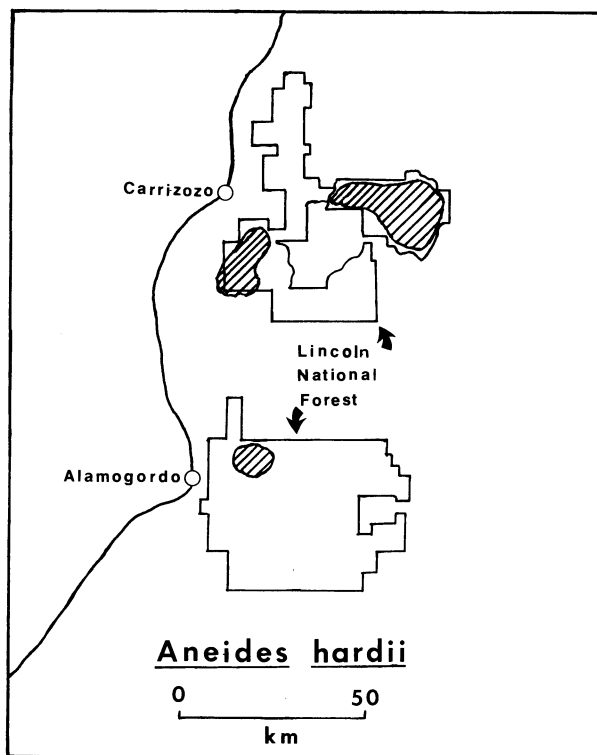 Carrizozo
Lincoln
National
Forest
Alamogordo
Aneides hardii
0 50
km